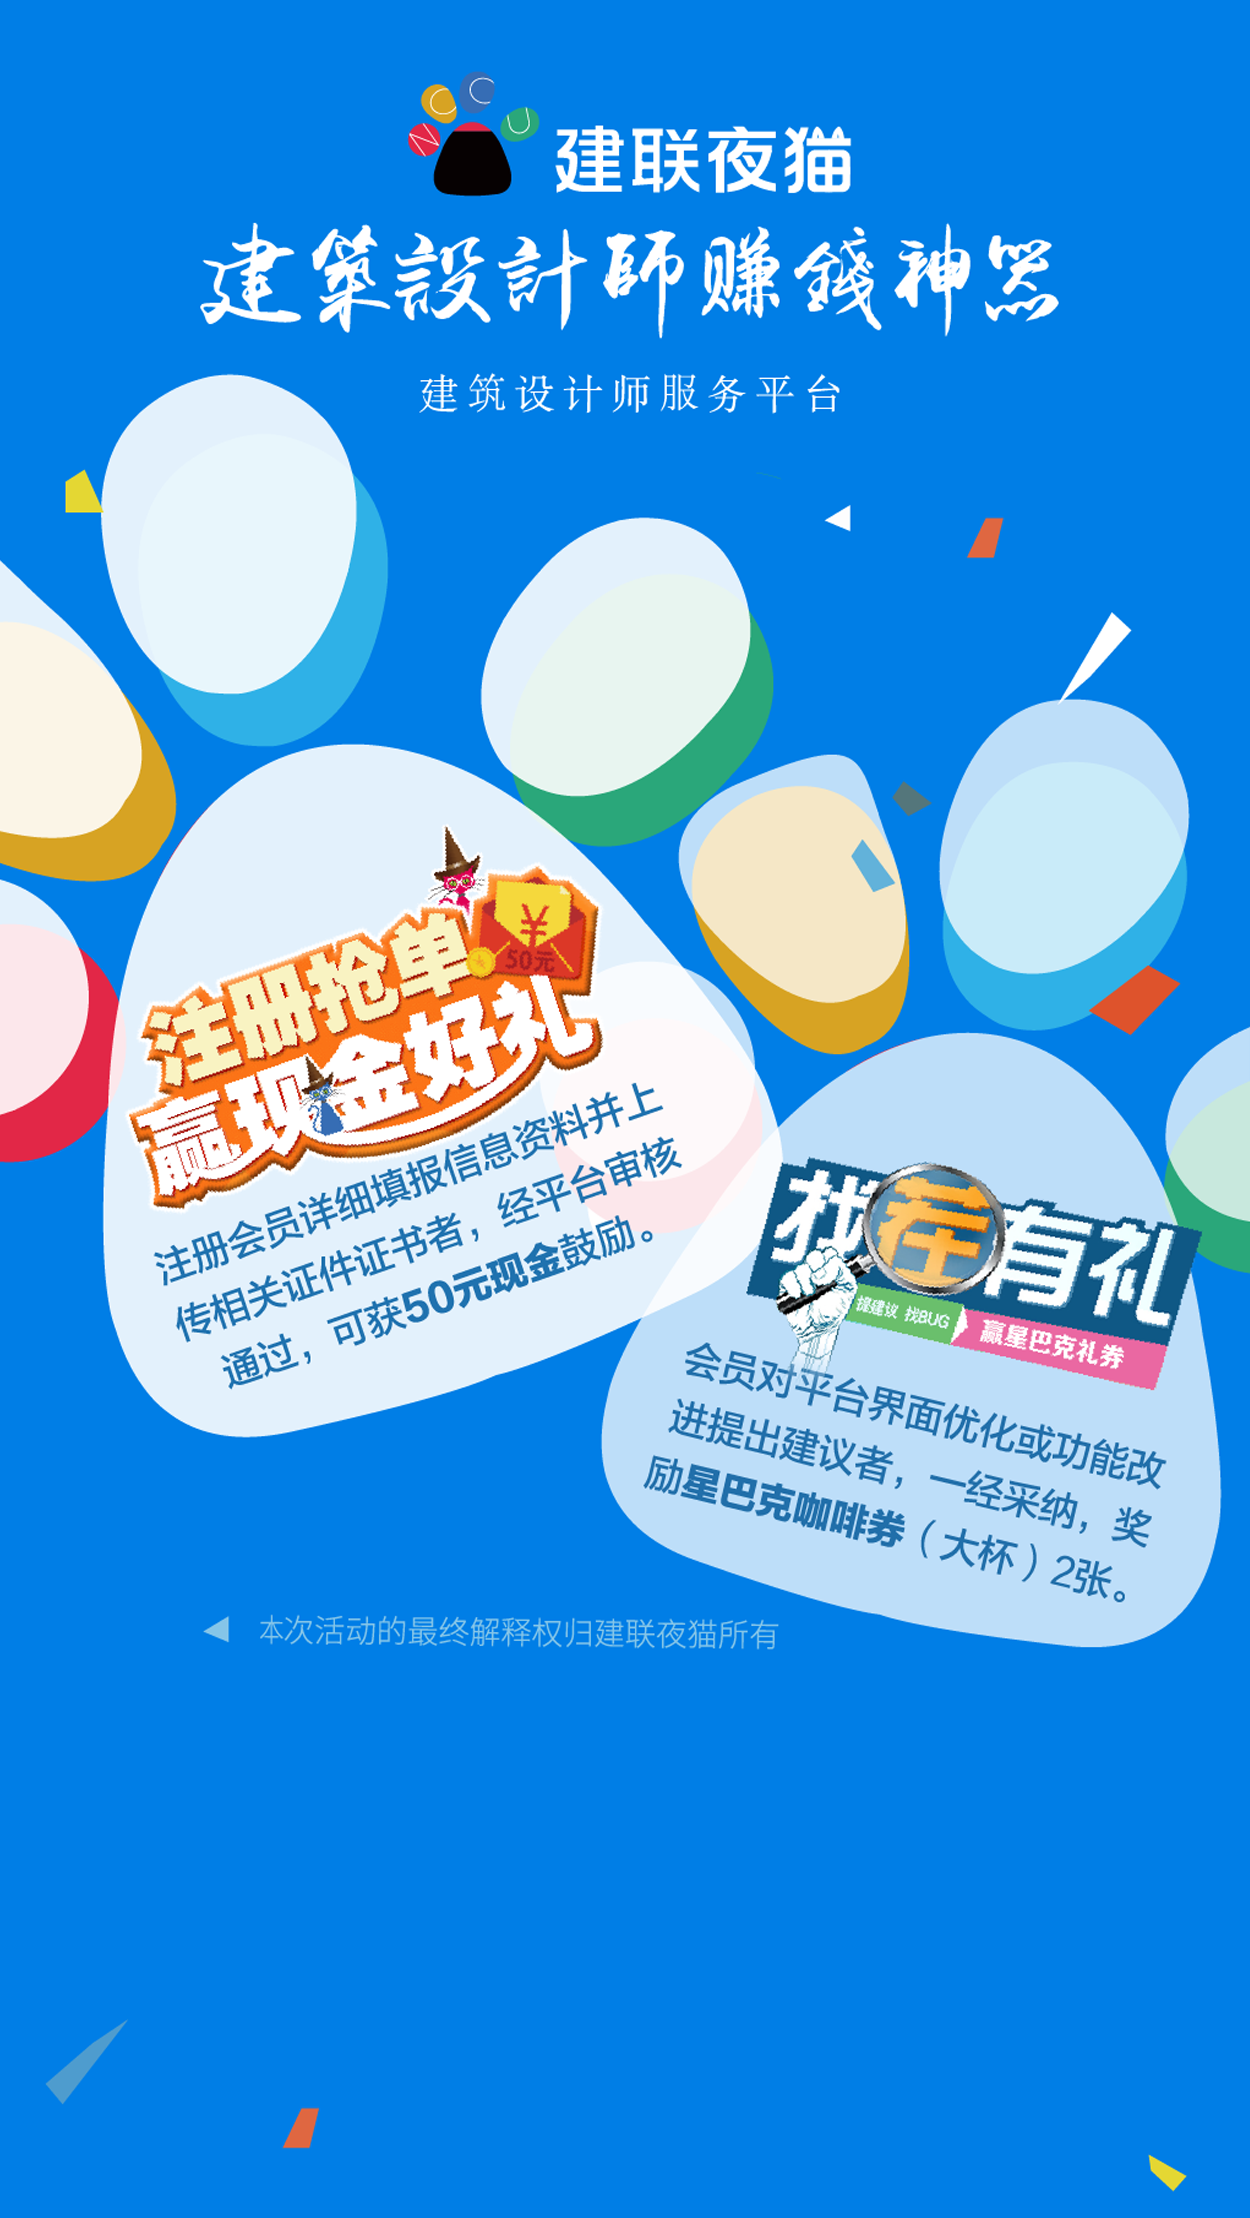 N C C U
建联夜猫
建築設計師賺錢神器
建筑设计师服务平台
¥
50元
注册抢单
赢现金好礼
注册会员详细填报信息资料并上
传相关证件证书者，经平台审核
通过，可获50元现金鼓励。
找茬有礼
提建议 找BUG
赢星巴克礼券
会员对平台界面优化或功能改
进提出建议者，一经采纳，奖
励星巴克咖啡券（大杯）2张。
本次活动的最终解释权归建联夜猫所有